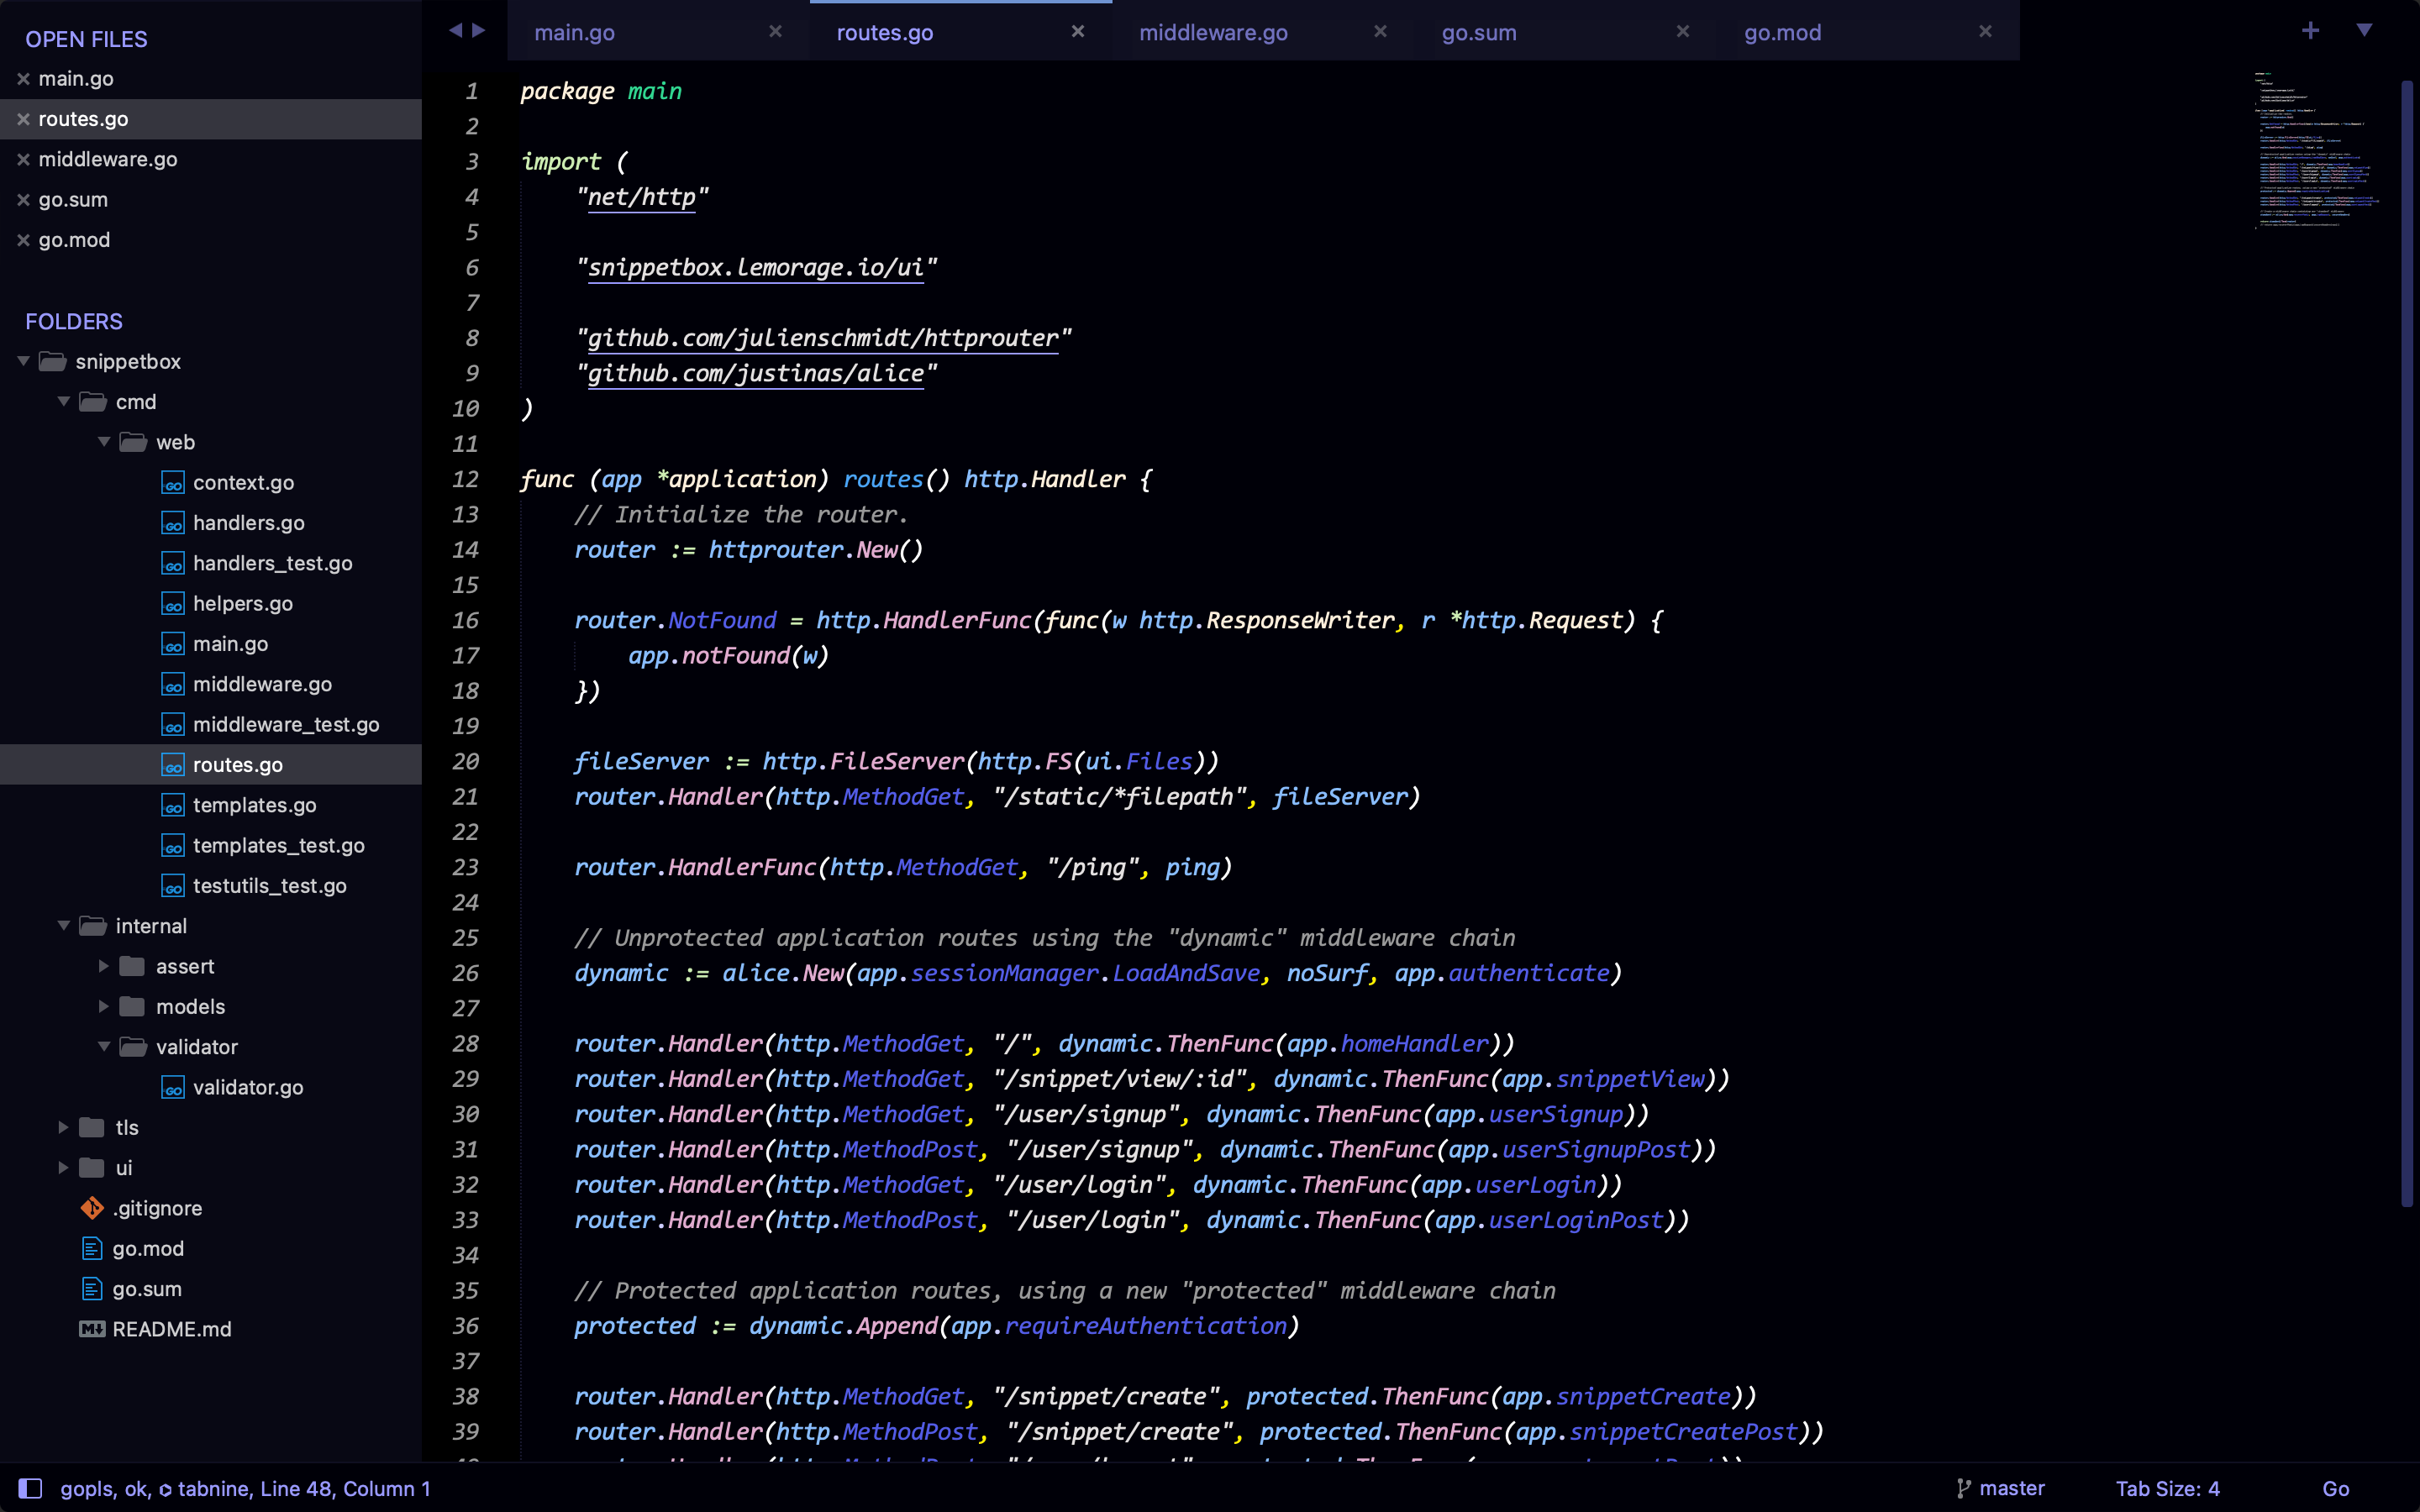 OPEN FILES
main.go
routes.go
middleware.go
go.sum
go.mod
FOLDERS
snippetbox
cmd
web
context.go
handlers.go
handlers_test.go
helpers.go
main.go
middleware.go
middleware_test.go
routes.go
templates.go
templates_test.go
testutils_test.go
internal
assert
models
validator
validator.go
tls
ui
.gitignore
go.mod
go.sum
README.md
main.go routes.go middleware.go go.sum go.mod
1 package main
2
3 import (
4 "net/http"
5
6 "snippetbox.lemorage.io/ui"
7
8 "github.com/julienschmidt/httprouter"
9 "github.com/justinas/alice"
10 )
11
12 func (app *application) routes() http.Handler {
13 // Initialize the router.
14 router := httprouter.New()
15
16 router.NotFound = http.HandlerFunc(func(w http.ResponseWriter, r *http.Request) {
17 app.notFound(w)
18 })
19
20 fileServer := http.FileServer(http.FS(ui.Files))
21 router.Handler(http.MethodGet, "/static/*filepath", fileServer)
22
23 router.HandlerFunc(http.MethodGet, "/ping", ping)
24
25 // Unprotected application routes using the "dynamic" middleware chain
26 dynamic := alice.New(app.sessionManager.LoadAndSave, noSurf, app.authenticate)
27
28 router.Handler(http.MethodGet, "/", dynamic.ThenFunc(app.homeHandler))
29 router.Handler(http.MethodGet, "/snippet/view/:id", dynamic.ThenFunc(app.snippetView))
30 router.Handler(http.MethodGet, "/user/signup", dynamic.ThenFunc(app.userSignup))
31 router.Handler(http.MethodPost, "/user/signup", dynamic.ThenFunc(app.userSignupPost))
32 router.Handler(http.MethodGet, "/user/login", dynamic.ThenFunc(app.userLogin))
33 router.Handler(http.MethodPost, "/user/login", dynamic.ThenFunc(app.userLoginPost))
34
35 // Protected application routes, using a new "protected" middleware chain
36 protected := dynamic.Append(app.requireAuthentication)
37
38 router.Handler(http.MethodGet, "/snippet/create", protected.ThenFunc(app.snippetCreate))
39 router.Handler(http.MethodPost, "/snippet/create", protected.ThenFunc(app.snippetCreatePost))
gopls, ok, tabnine, Line 48, Column 1
master Tab Size: 4 Go